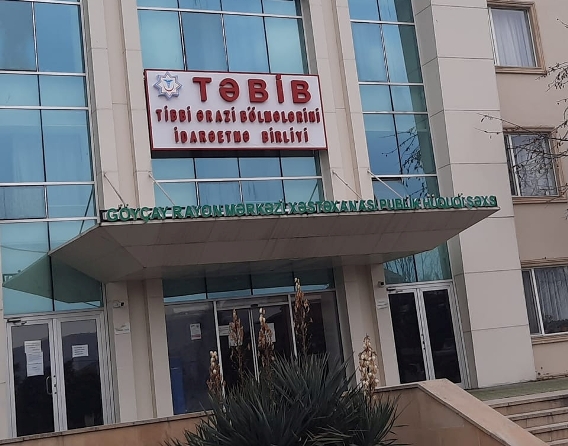 TƏBİB
TİBBİ ƏRAZİ BÖLMƏLƏRİNİ
İDARƏETMƏ BİRLİYİ
GÖYÇAY RAYON MƏRKƏZİ XƏSTƏXANASI PUBLİK HÜQUQİ ŞƏXS